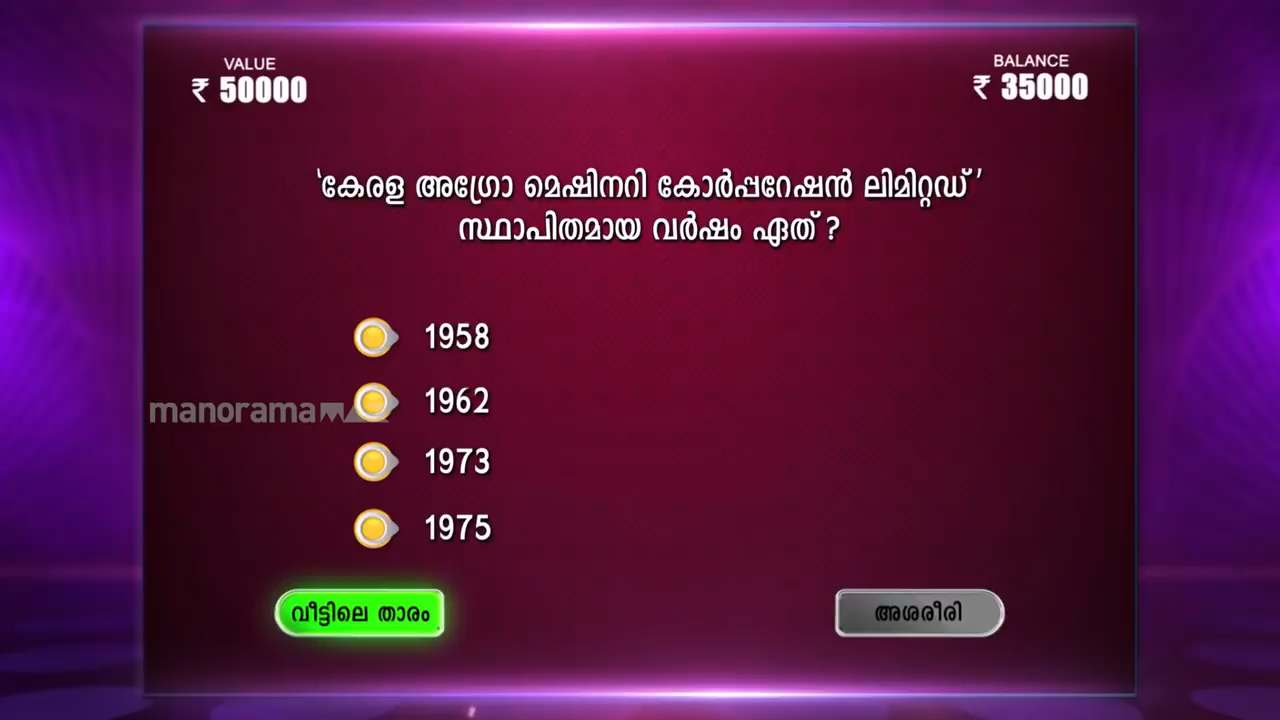 VALUE
₹ 50000
BALANCE
₹ 35000
'കേരള അഗ്രോ മെഷിനറി കോർപ്പറേഷൻ ലിമിറ്റഡ്'
സ്ഥാപിതമായ വർഷം ഏത് ?
1958
1962
manorama
1973
1975
വീട്ടിലെ താരം
അശരീരി